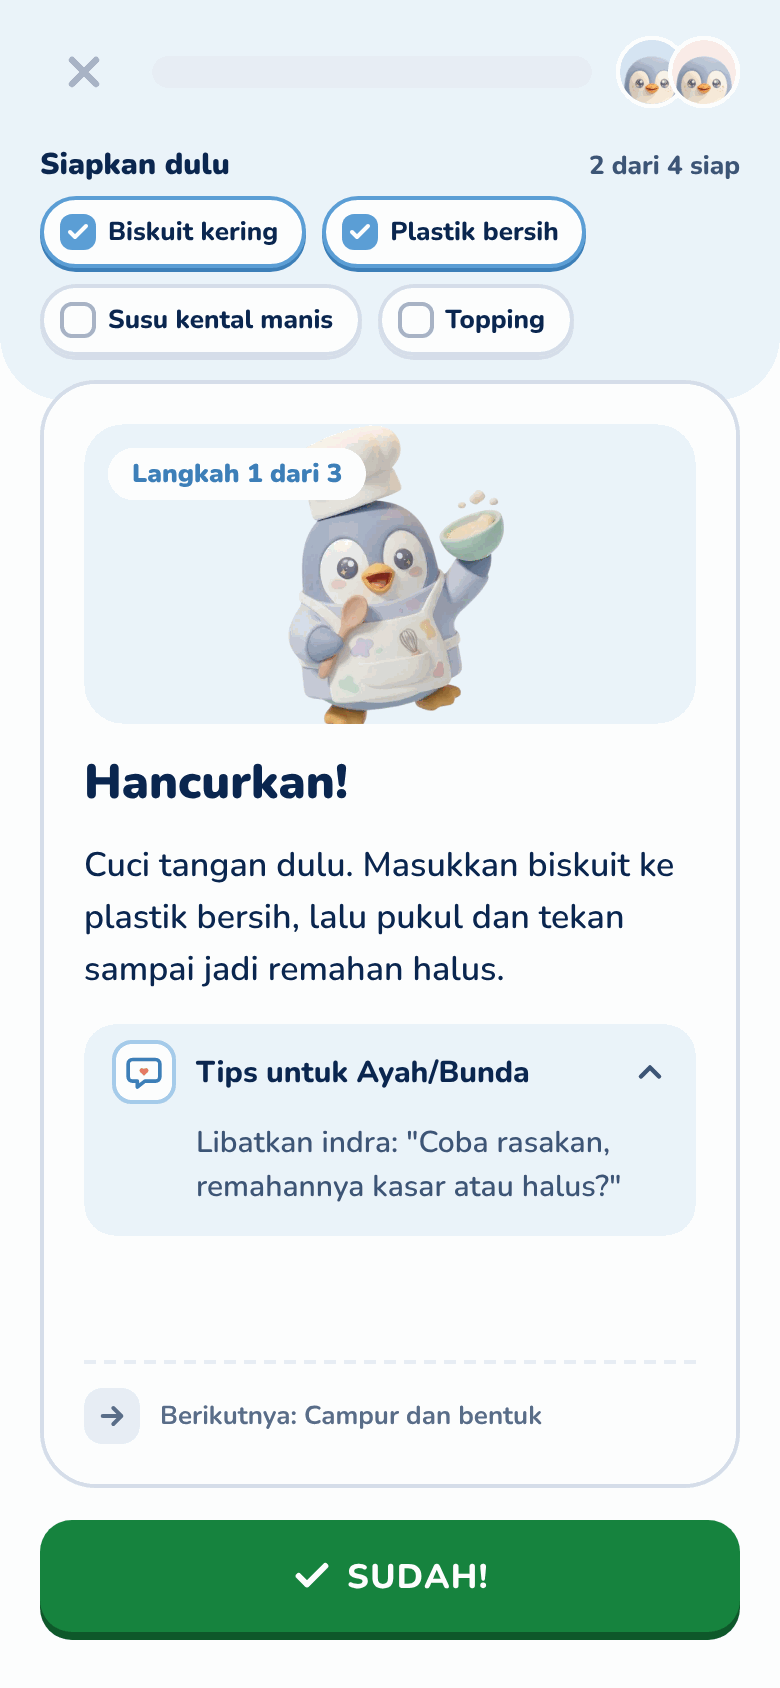 Siapkan dulu
2 dari 4 siap
Biskuit kering
Plastik bersih
Susu kental manis
Topping
Langkah 1 dari 3
Hancurkan!
Cuci tangan dulu. Masukkan biskuit ke
plastik bersih, lalu pukul dan tekan
sampai jadi remahan halus.
Tips untuk Ayah/Bunda
Libatkan indra: "Coba rasakan,
remahannya kasar atau halus?"
Berikutnya: Campur dan bentuk
SUDAH!